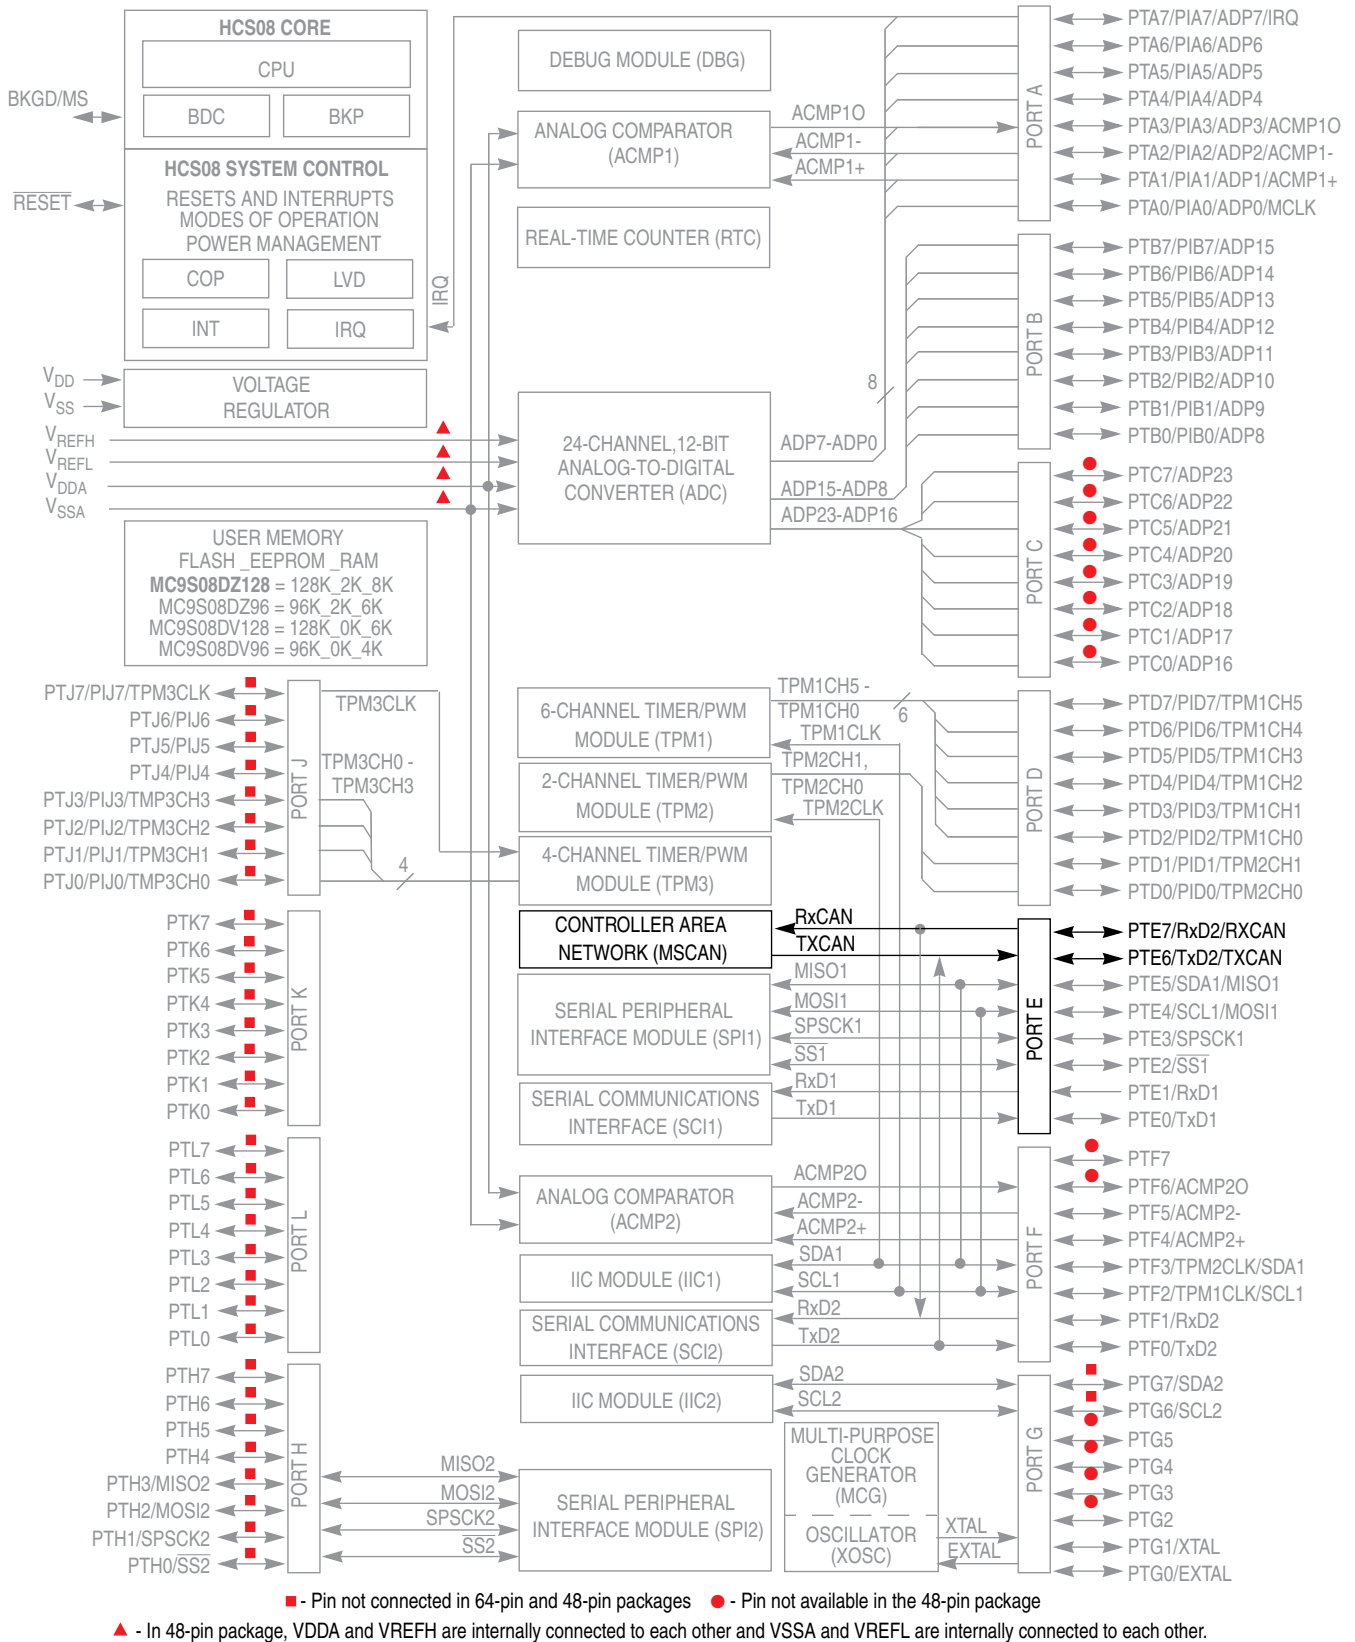 HCS08 CORE
CPU
BDC
BKP
BKGD/MS
HCS08 SYSTEM CONTROL
RESETS AND INTERRUPTS
MODES OF OPERATION
POWER MANAGEMENT
COP
LVD
INT
IRQ
RESET
IRQ
VDD
VSS
VOLTAGE
REGULATOR
VREFH
VREFL
VDDA
VSSA
USER MEMORY
FLASH _EEPROM _RAM
MC9S08DZ128 = 128K_2K_8K
MC9S08DZ96 = 96K_2K_6K
MC9S08DV128 = 128K_0K_6K
MC9S08DV96 = 96K_0K_4K
DEBUG MODULE (DBG)
ANALOG COMPARATOR
(ACMP1)
ACMP1O
ACMP1-
ACMP1+
REAL-TIME COUNTER (RTC)
24-CHANNEL,12-BIT
ANALOG-TO-DIGITAL
CONVERTER (ADC)
8
ADP7-ADP0
ADP15-ADP8
ADP23-ADP16
PORT A
PTA7/PIA7/ADP7/IRQ
PTA6/PIA6/ADP6
PTA5/PIA5/ADP5
PTA4/PIA4/ADP4
PTA3/PIA3/ADP3/ACMP1O
PTA2/PIA2/ADP2/ACMP1-
PTA1/PIA1/ADP1/ACMP1+
PTA0/PIA0/ADP0/MCLK
PORT B
PTB7/PIB7/ADP15
PTB6/PIB6/ADP14
PTB5/PIB5/ADP13
PTB4/PIB4/ADP12
PTB3/PIB3/ADP11
PTB2/PIB2/ADP10
PTB1/PIB1/ADP9
PTB0/PIB0/ADP8
PORT C
PTC7/ADP23
PTC6/ADP22
PTC5/ADP21
PTC4/ADP20
PTC3/ADP19
PTC2/ADP18
PTC1/ADP17
PTC0/ADP16
PTJ7/PIJ7/TPM3CLK
PTJ6/PIJ6
PTJ5/PIJ5
PTJ4/PIJ4
PTJ3/PIJ3/TMP3CH3
PTJ2/PIJ2/TPM3CH2
PTJ1/PIJ1/TPM3CH1
PTJ0/PIJ0/TMP3CH0
PORT J
TPM3CLK
TPM3CH0 -
TPM3CH3
4
6-CHANNEL TIMER/PWM
MODULE (TPM1)
TPM1CH5 -
TPM1CH0
6
TPM1CLK
2-CHANNEL TIMER/PWM
MODULE (TPM2)
TPM2CH1,
TPM2CH0
TPM2CLK
4-CHANNEL TIMER/PWM
MODULE (TPM3)
PORT D
PTD7/PID7/TPM1CH5
PTD6/PID6/TPM1CH4
PTD5/PID5/TPM1CH3
PTD4/PID4/TPM1CH2
PTD3/PID3/TPM1CH1
PTD2/PID2/TPM1CH0
PTD1/PID1/TPM2CH1
PTD0/PID0/TPM2CH0
PTK7
PTK6
PTK5
PTK4
PTK3
PTK2
PTK1
PTK0
PORT K
CONTROLLER AREA
NETWORK (MSCAN)
RxCAN
TXCAN
SERIAL PERIPHERAL
INTERFACE MODULE (SPI1)
MISO1
MOSI1
SPSCK1
SS1
SERIAL COMMUNICATIONS
INTERFACE (SCI1)
RxD1
TxD1
PORT E
PTE7/RxD2/RXCAN
PTE6/TxD2/TXCAN
PTE5/SDA1/MISO1
PTE4/SCL1/MOSI1
PTE3/SPSCK1
PTE2/SS1
PTE1/RxD1
PTE0/TxD1
PTL7
PTL6
PTL5
PTL4
PTL3
PTL2
PTL1
PTL0
PORT L
ANALOG COMPARATOR
(ACMP2)
ACMP2O
ACMP2-
ACMP2+
IIC MODULE (IIC1)
SDA1
SCL1
SERIAL COMMUNICATIONS
INTERFACE (SCI2)
RxD2
TxD2
PORT F
PTF7
PTF6/ACMP2O
PTF5/ACMP2-
PTF4/ACMP2+
PTF3/TPM2CLK/SDA1
PTF2/TPM1CLK/SCL1
PTF1/RxD2
PTF0/TxD2
PTH7
PTH6
PTH5
PTH4
PTH3/MISO2
PTH2/MOSI2
PTH1/SPSCK2
PTH0/SS2
PORT H
MISO2
MOSI2
SPSCK2
SS2
IIC MODULE (IIC2)
SDA2
SCL2
SERIAL PERIPHERAL
INTERFACE MODULE (SPI2)
MULTI-PURPOSE
CLOCK
GENERATOR
(MCG)
OSCILLATOR
(XOSC)
XTAL
EXTAL
PORT G
PTG7/SDA2
PTG6/SCL2
PTG5
PTG4
PTG3
PTG2
PTG1/XTAL
PTG0/EXTAL
- Pin not connected in 64-pin and 48-pin packages
- Pin not available in the 48-pin package
- In 48-pin package, VDDA and VREFH are internally connected to each other and VSSA and VREFL are internally connected to each other.